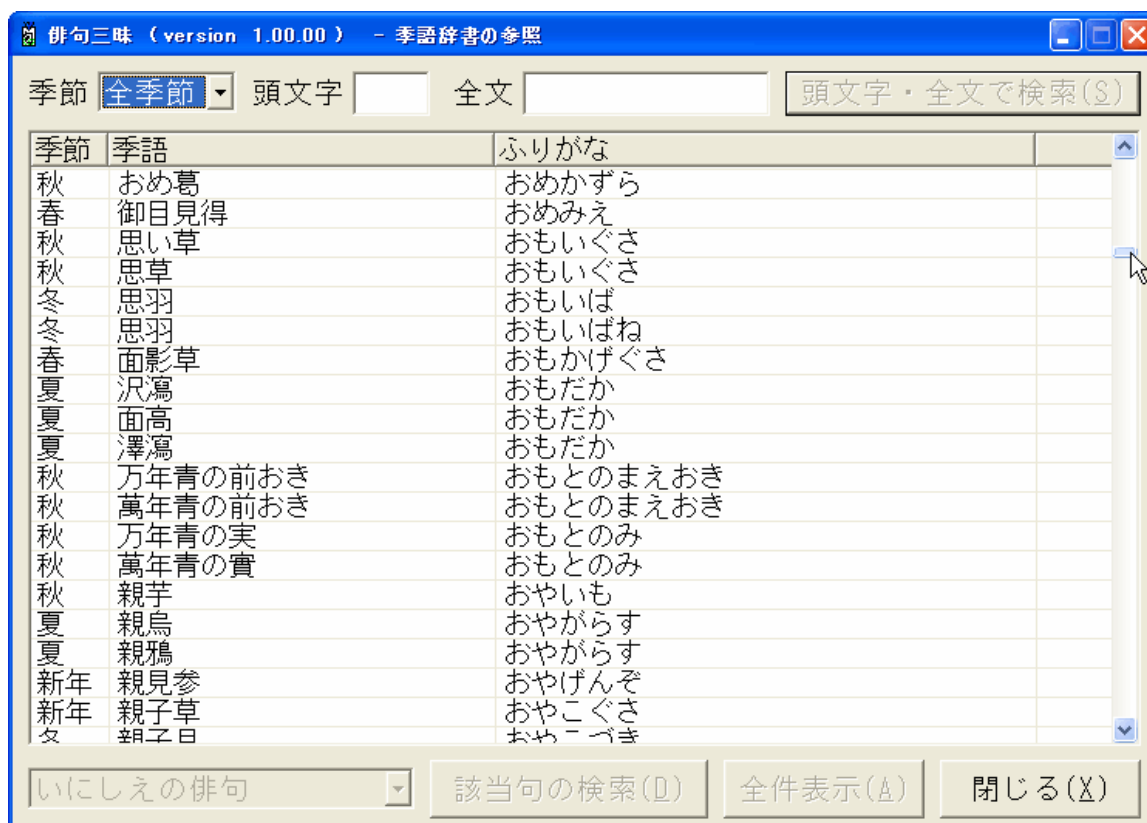 俳句三昧 (version 1.00.00) - 季語辞書の参照
季節 全季節 頭文字 全文 頭文字・全文で検索(S)
季節 季語 ふりがな
秋 おめ葛 おめかずら
春 御目見得 おめみえ
秋 思い草 おもいぐさ
秋 思草 おもいぐさ
冬 思羽 おもいば
冬 思羽 おもいばね
春 面影草 おもかげぐさ
夏 沢瀉 おもだか
夏 面高 おもだか
夏 澤瀉 おもだか
秋 万年青の前おき おもとのまえおき
秋 萬年青の前おき おもとのまえおき
秋 万年青の実 おもとのみ
秋 萬年青の實 おもとのみ
秋 親芋 おやいも
夏 親烏 おやがらす
夏 親鴉 おやがらす
新年 親見参 おやげんぞ
新年 親子草 おやこぐさ
冬 親子月 おやこづき
いにしえの俳句 該当句の検索(D) 全件表示(A) 閉じる(X)